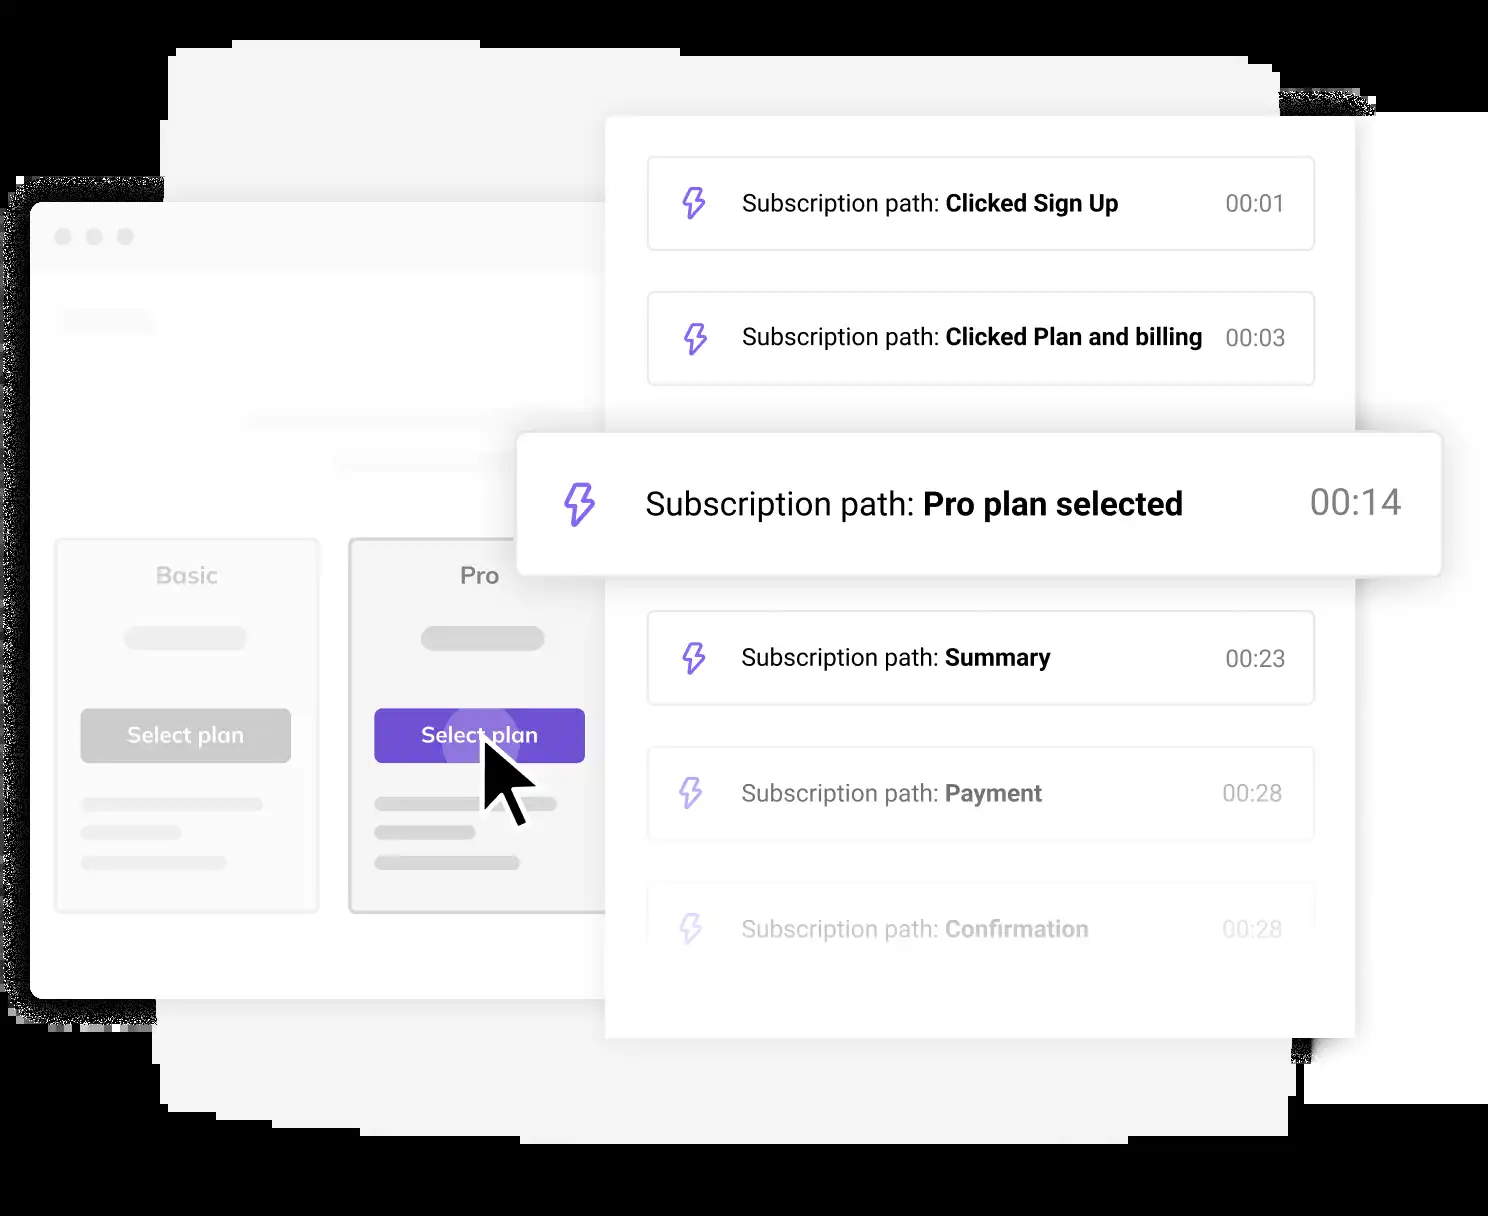 Subscription path: Clicked Sign Up 00:01
Subscription path: Clicked Plan and billing 00:03
Subscription path: Pro plan selected 00:14
Basic
Pro
Select plan
Select plan
Subscription path: Summary 00:23
Subscription path: Payment 00:28
Subscription path: Confirmation 00:28